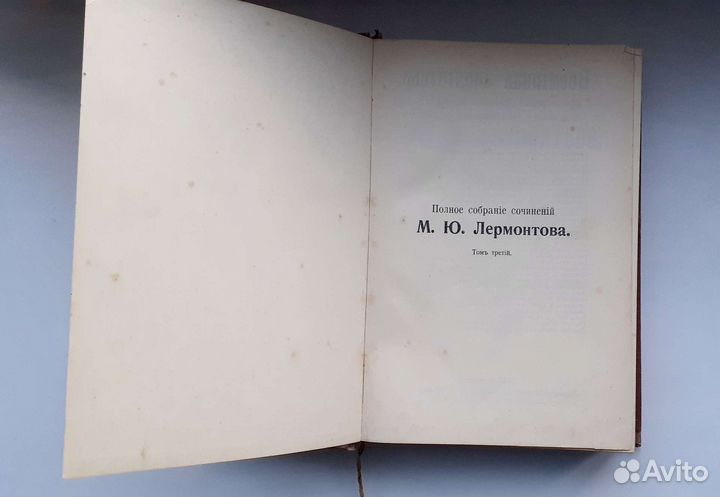 Полное собраніе сочиненій
М. Ю. Лермонтова.
Томъ третій.
Avito